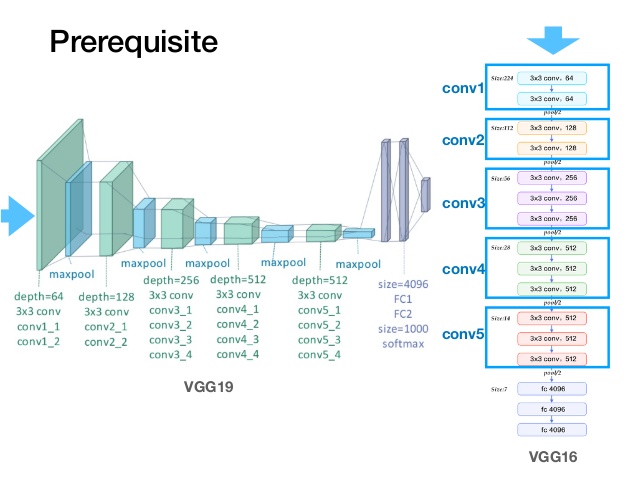 Prerequisite
maxpool
maxpool
maxpool
maxpool
maxpool
depth=64
3x3 conv
conv1_1
conv1_2
depth=128
3x3 conv
conv2_1
conv2_2
depth=256
3x3 conv
conv3_1
conv3_2
conv3_3
conv3_4
depth=512
3x3 conv
conv4_1
conv4_2
conv4_3
conv4_4
depth=512
3x3 conv
conv5_1
conv5_2
conv5_3
conv5_4
size=4096
FC1
FC2
size=1000
softmax
VGG19
conv1
Size:224
3x3 conv, 64
3x3 conv, 64
pool/2
conv2
Size:112
3x3 conv, 128
3x3 conv, 128
pool/2
conv3
Size:56
3x3 conv, 256
3x3 conv, 256
3x3 conv, 256
pool/2
conv4
Size:28
3x3 conv, 512
3x3 conv, 512
3x3 conv, 512
pool/2
conv5
Size:14
3x3 conv, 512
3x3 conv, 512
3x3 conv, 512
pool/2
Size:7
fc 4096
fc 4096
fc 4096
VGG16